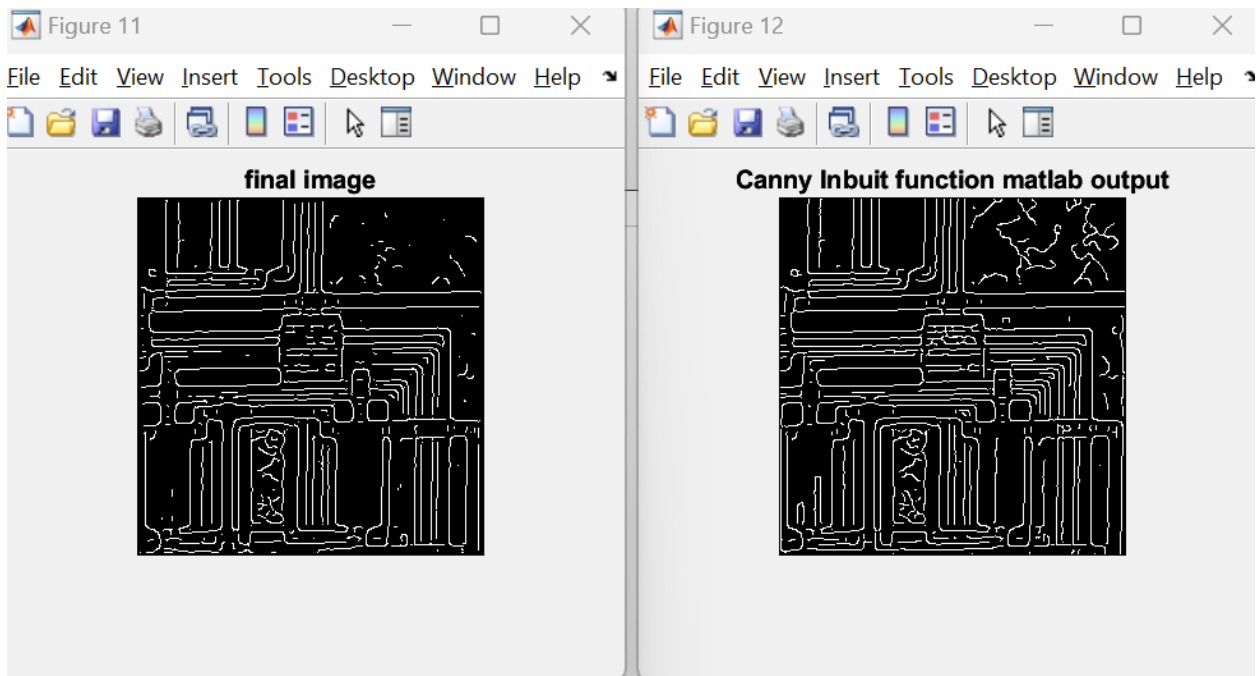 Figure 11
File Edit View Insert Tools Desktop Window Help
final image
Figure 12
File Edit View Insert Tools Desktop Window Help
Canny Inbuit function matlab output